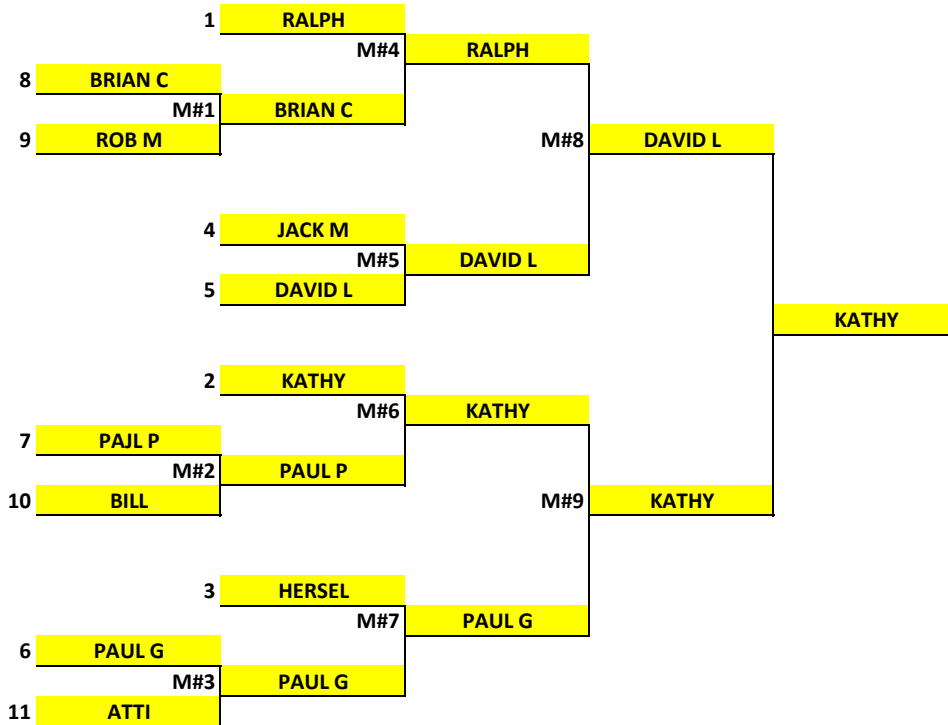 1 RALPH
M#4 RALPH
8 BRIAN C
M#1 BRIAN C
9 ROB M
M#8 DAVID L
4 JACK M
M#5 DAVID L
5 DAVID L
KATHY
2 KATHY
M#6 KATHY
7 PAJL P
M#2 PAUL P
10 BILL
M#9 KATHY
3 HERSEL
M#7 PAUL G
6 PAUL G
M#3 PAUL G
11 ATTI